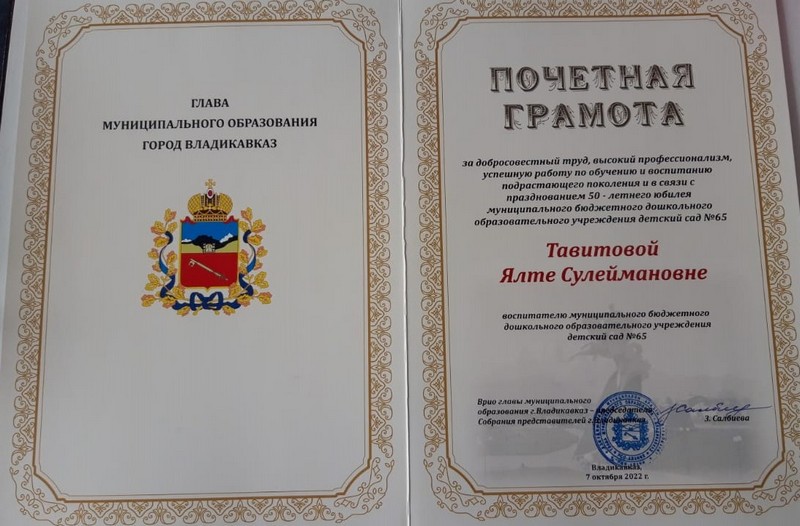 ГЛАВА
МУНИЦИПАЛЬНОГО ОБРАЗОВАНИЯ
ГОРОД ВЛАДИКАВКАЗ
ПОЧЕТНАЯ
ГРАМОТА
за добросовестный труд, высокий профессионализм,
успешную работу по обучению и воспитанию
подрастающего поколения и в связи с
празднованием 50 - летнего юбилея
муниципального бюджетного дошкольного
образовательного учреждения детский сад №65
Тавитовой
Ялте Сулеймановне
воспитателю муниципального бюджетного
дошкольного образовательного учреждения
детский сад №65
Врио главы муниципального
образования г.Владикавказ – председателя
Собрания представителей г.Владикавказ
З. Салбиева
Владикавказ,
7 октября 2022 г.